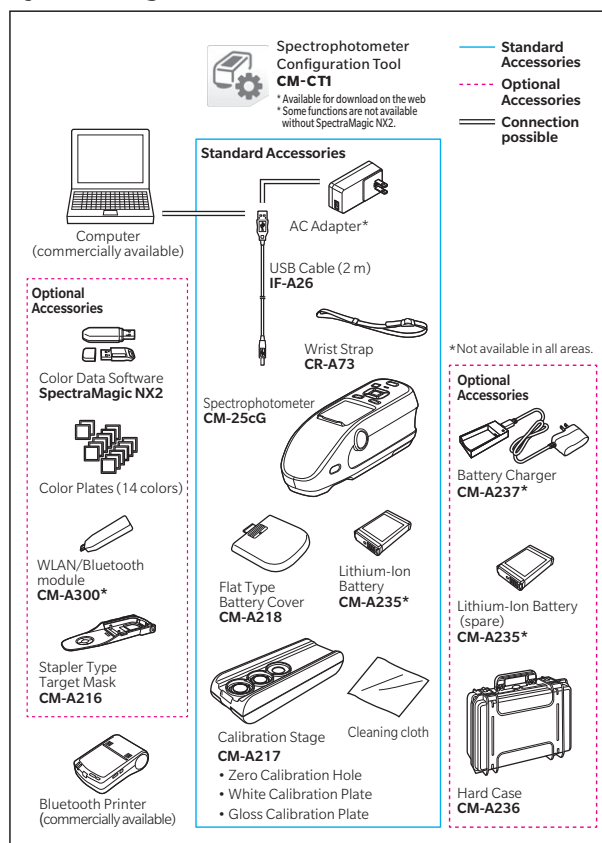 Spectrophotometer
Configuration Tool
CM-CT1
* Available for download on the web
* Some functions are not available
without SpectraMagic NX2.
Standard
Accessories
Optional
Accessories
Connection
possible
Standard Accessories
Computer
(commercially available)
AC Adapter*
USB Cable (2 m)
IF-A26
Wrist Strap
CR-A73
Spectrophotometer
CM-25cG
Flat Type
Battery Cover
CM-A218
Lithium-Ion
Battery
CM-A235*
Calibration Stage
CM-A217
• Zero Calibration Hole
• White Calibration Plate
• Gloss Calibration Plate
Cleaning cloth
Optional
Accessories
Color Data Software
SpectraMagic NX2
Color Plates (14 colors)
WLAN/Bluetooth
module
CM-A300*
Stapler Type
Target Mask
CM-A216
Bluetooth Printer
(commercially available)
*Not available in all areas.
Optional
Accessories
Battery Charger
CM-A237*
Lithium-Ion Battery
(spare)
CM-A235*
Hard Case
CM-A236